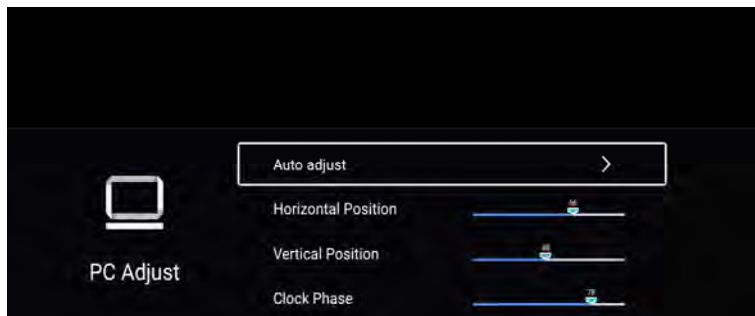 Auto adjust
Horizontal Position
Vertical Position
PC Adjust
Clock Phase